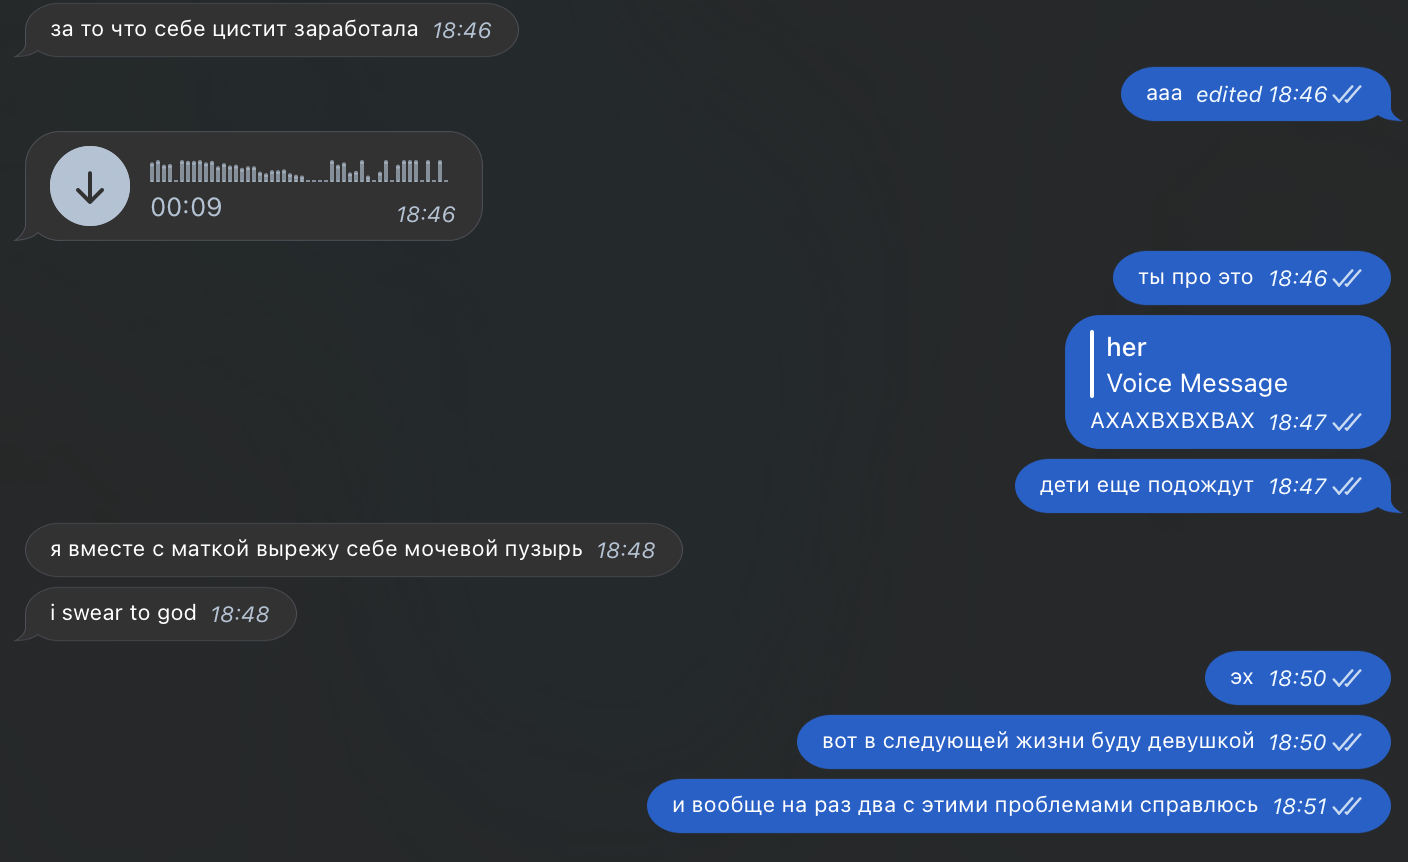 за то что себе цистит заработала 18:46
ааа edited 18:46
00:09 18:46
ты про это 18:46
her
Voice Message
АХАХВХВХВАХ 18:47
дети еще подождут 18:47
я вместе с маткой вырежу себе мочевой пузырь 18:48
i swear to god 18:48
эх 18:50
вот в следующей жизни буду девушкой 18:50
и вообще на раз два с этими проблемами справлюсь 18:51